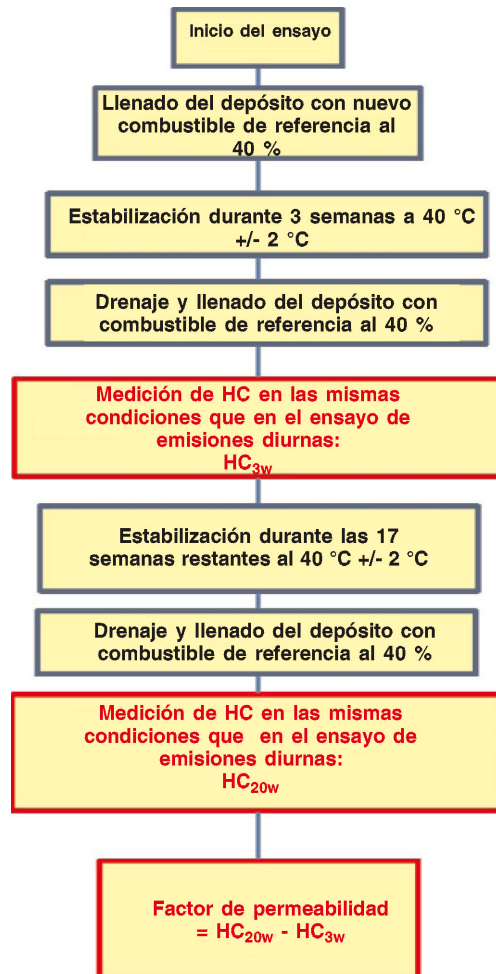 Inicio del ensayo
Llenado del depósito con nuevo
combustible de referencia al
40 %
Estabilización durante 3 semanas a 40 °C
+/- 2 °C
Drenaje y llenado del depósito con
combustible de referencia al 40 %
Medición de HC en las mismas
condiciones que en el ensayo de
emisiones diurnas:
HC3w
Estabilización durante las 17
semanas restantes al 40 °C +/- 2 °C
Drenaje y llenado del depósito con
combustible de referencia al 40 %
Medición de HC en las mismas
condiciones que en el ensayo de
emisiones diurnas:
HC20w
Factor de permeabilidad
= HC20w - HC3w